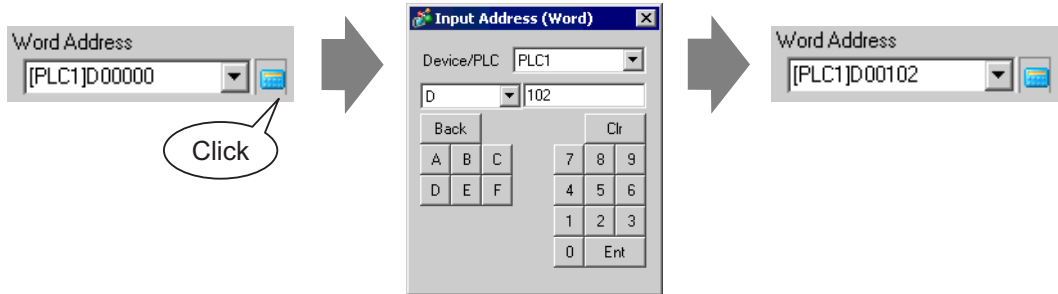 Word Address
[PLC1]D00000
Click
Input Address (Word)
Device/PLC PLC1
D 102
Back Clr
A B C 7 8 9
D E F 4 5 6
1 2 3
0 Ent
Word Address
[PLC1]D00102